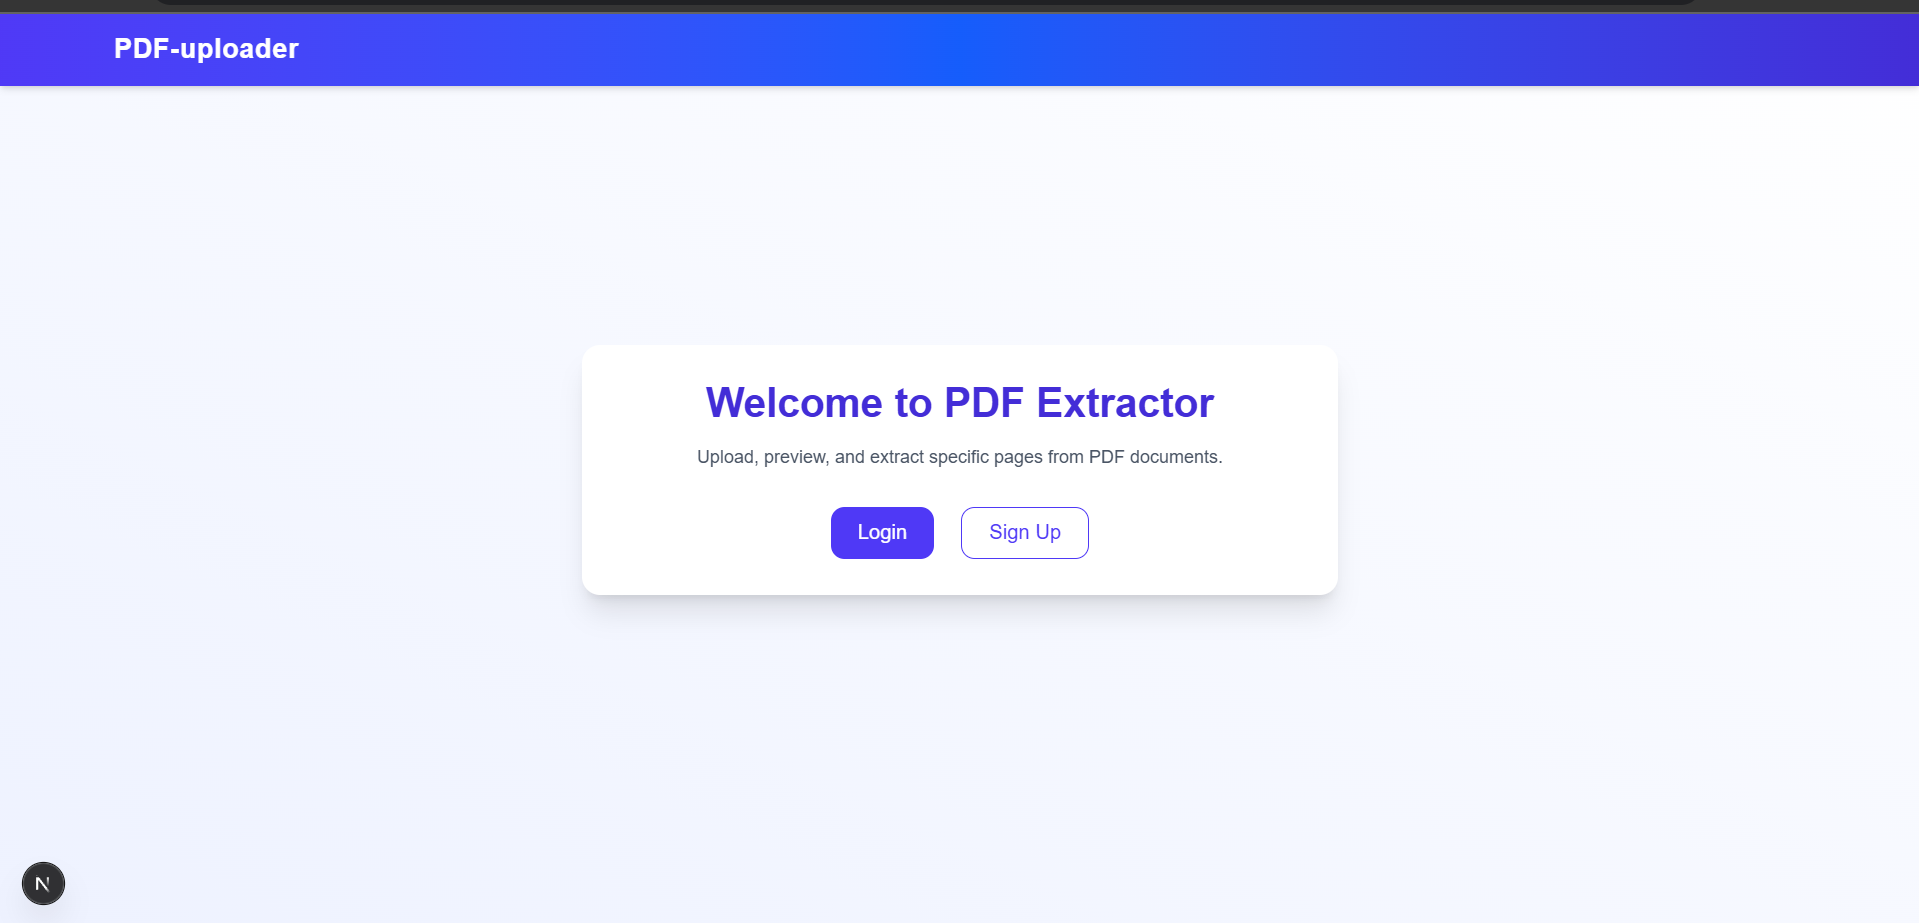 PDF-uploader
Welcome to PDF Extractor
Upload, preview, and extract specific pages from PDF documents.
Login
Sign Up
N